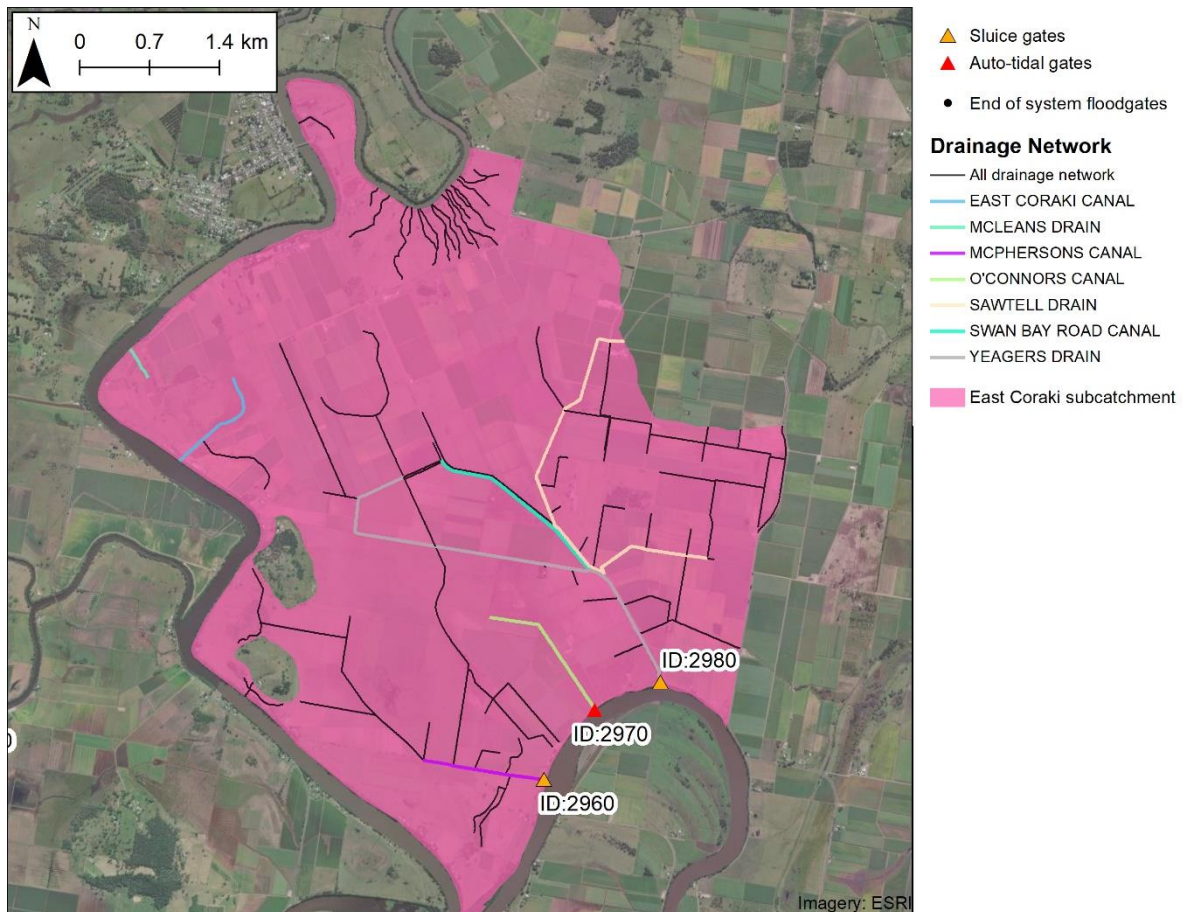 N
0 0.7 1.4 km
ID:2980
ID:2970
ID:2960
Imagery: ESRI
Sluice gates
Auto-tidal gates
End of system floodgates
Drainage Network
All drainage network
EAST CORAKI CANAL
MCLEANS DRAIN
MCPHERSONS CANAL
O'CONNORS CANAL
SAWTELL DRAIN
SWAN BAY ROAD CANAL
YEAGERS DRAIN
East Coraki subcatchment